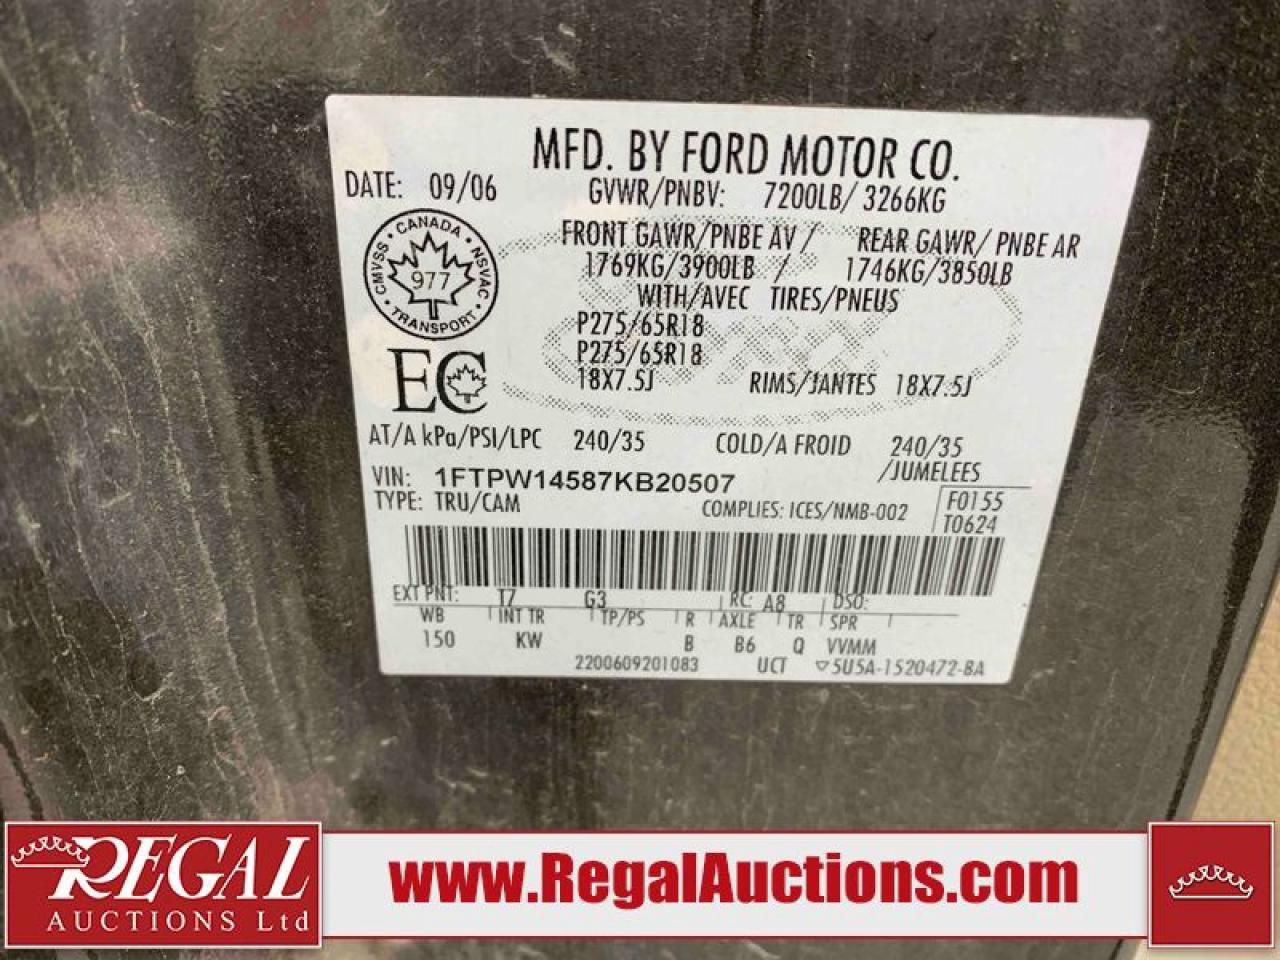 MFD. BY FORD MOTOR CO.
DATE: 09/06 GVWR/PNBV: 7200LB/ 3266KG
FRONT GAWR/PNBE AV / REAR GAWR/ PNBE AR
1769KG/3900LB / 1746KG/3850LB
WITH/AVEC TIRES/PNEUS
CANADA • NSVAC • TRANSPORT • CMVSS •
977
P275/65R18
P275/65R18
18X7.5J RIMS/JANTES 18X7.5J
EC
AT/A kPa/PSI/LPC 240/35 COLD/A FROID 240/35
/JUMELEES
VIN: 1FTPW14587KB20507
TYPE: TRU/CAM COMPLIES: ICES/NMB-002
F0155
T0624
EXT PNT: T7 G3 RC: A8 DSO:
WB INT TR TP/PS R AXLE TR SPR
150 KW B B6 Q VVMM
2200609201083 UCT ▽5U5A-1520472-BA
REGAL
AUCTIONS Ltd
www.RegalAuctions.com